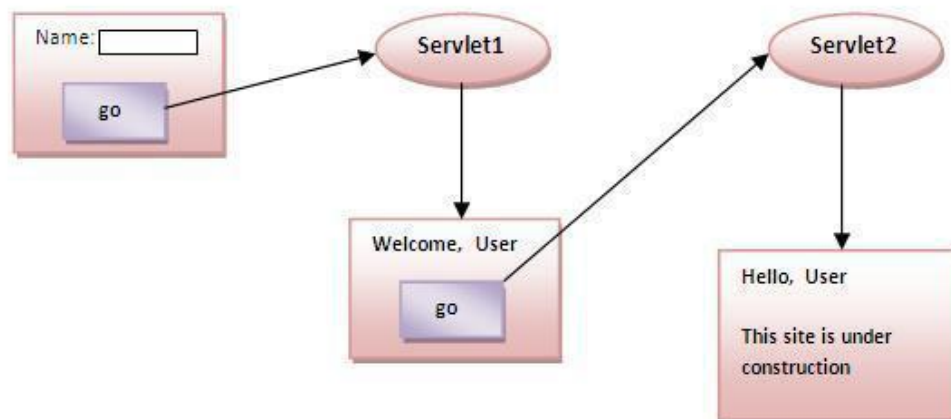 Name:
go
Servlet1
Welcome, User
go
Servlet2
Hello, User
This site is under
construction